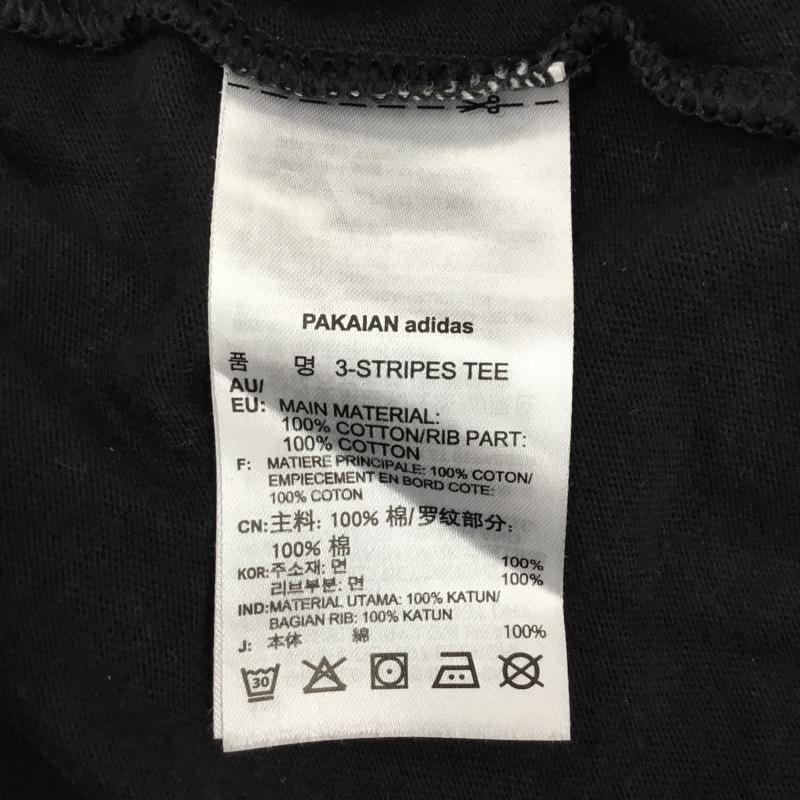 PAKAIAN adidas
품 명 3-STRIPES TEE
AU/
EU: MAIN MATERIAL:
100% COTTON/RIB PART:
100% COTTON
F: MATIERE PRINCIPALE: 100% COTON/
EMPIECEMENT EN BORD COTE:
100% COTON
CN:主料: 100% 棉/罗纹部分:
100% 棉
KOR:주소재: 면 100%
리브부분: 면 100%
IND:MATERIAL UTAMA: 100% KATUN/
BAGIAN RIB: 100% KATUN
J: 本体 綿 100%
30